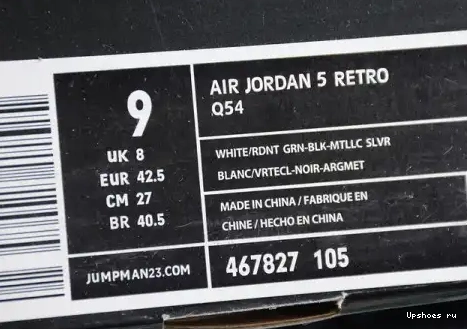 9
UK 8
EUR 42.5
CM 27
BR 40.5
JUMPMAN23.COM
AIR JORDAN 5 RETRO
Q54
WHITE/RDNT GRN-BLK-MTLLC SLVR
BLANC/VRTECL-NOIR-ARGMET
MADE IN CHINA / FABRIQUE EN
CHINE / HECHO EN CHINA
467827 105
Upshoes ru